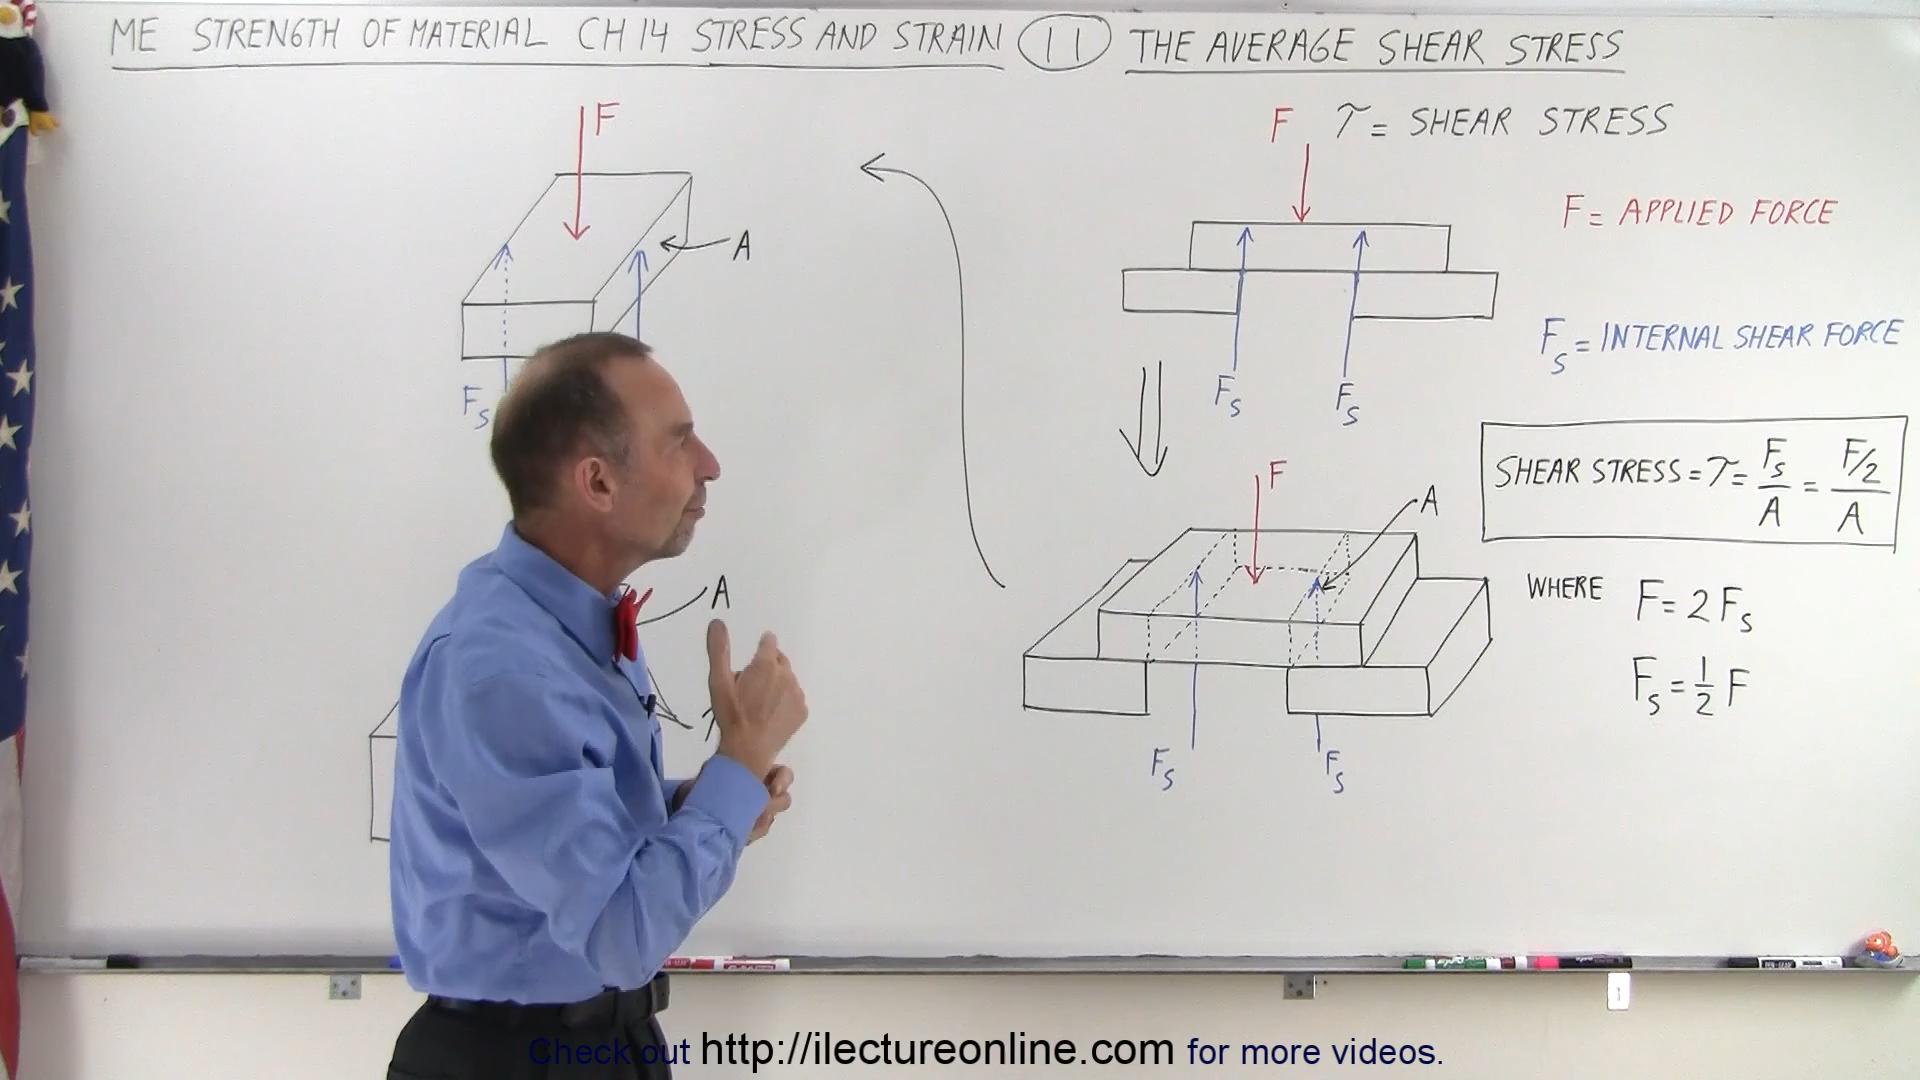 ME STRENGTH OF MATERIAL CH 14 STRESS AND STRAIN 11 THE AVERAGE SHEAR STRESS
F
A
Fs
A
F
τ = SHEAR STRESS
F = APPLIED FORCE
Fs = INTERNAL SHEAR FORCE
Fs Fs
SHEAR STRESS = τ = Fs/A = F/2/A
F
A
WHERE F = 2Fs
Fs = 1/2 F
Fs Fs
Check out http://ilectureonline.com for more videos.